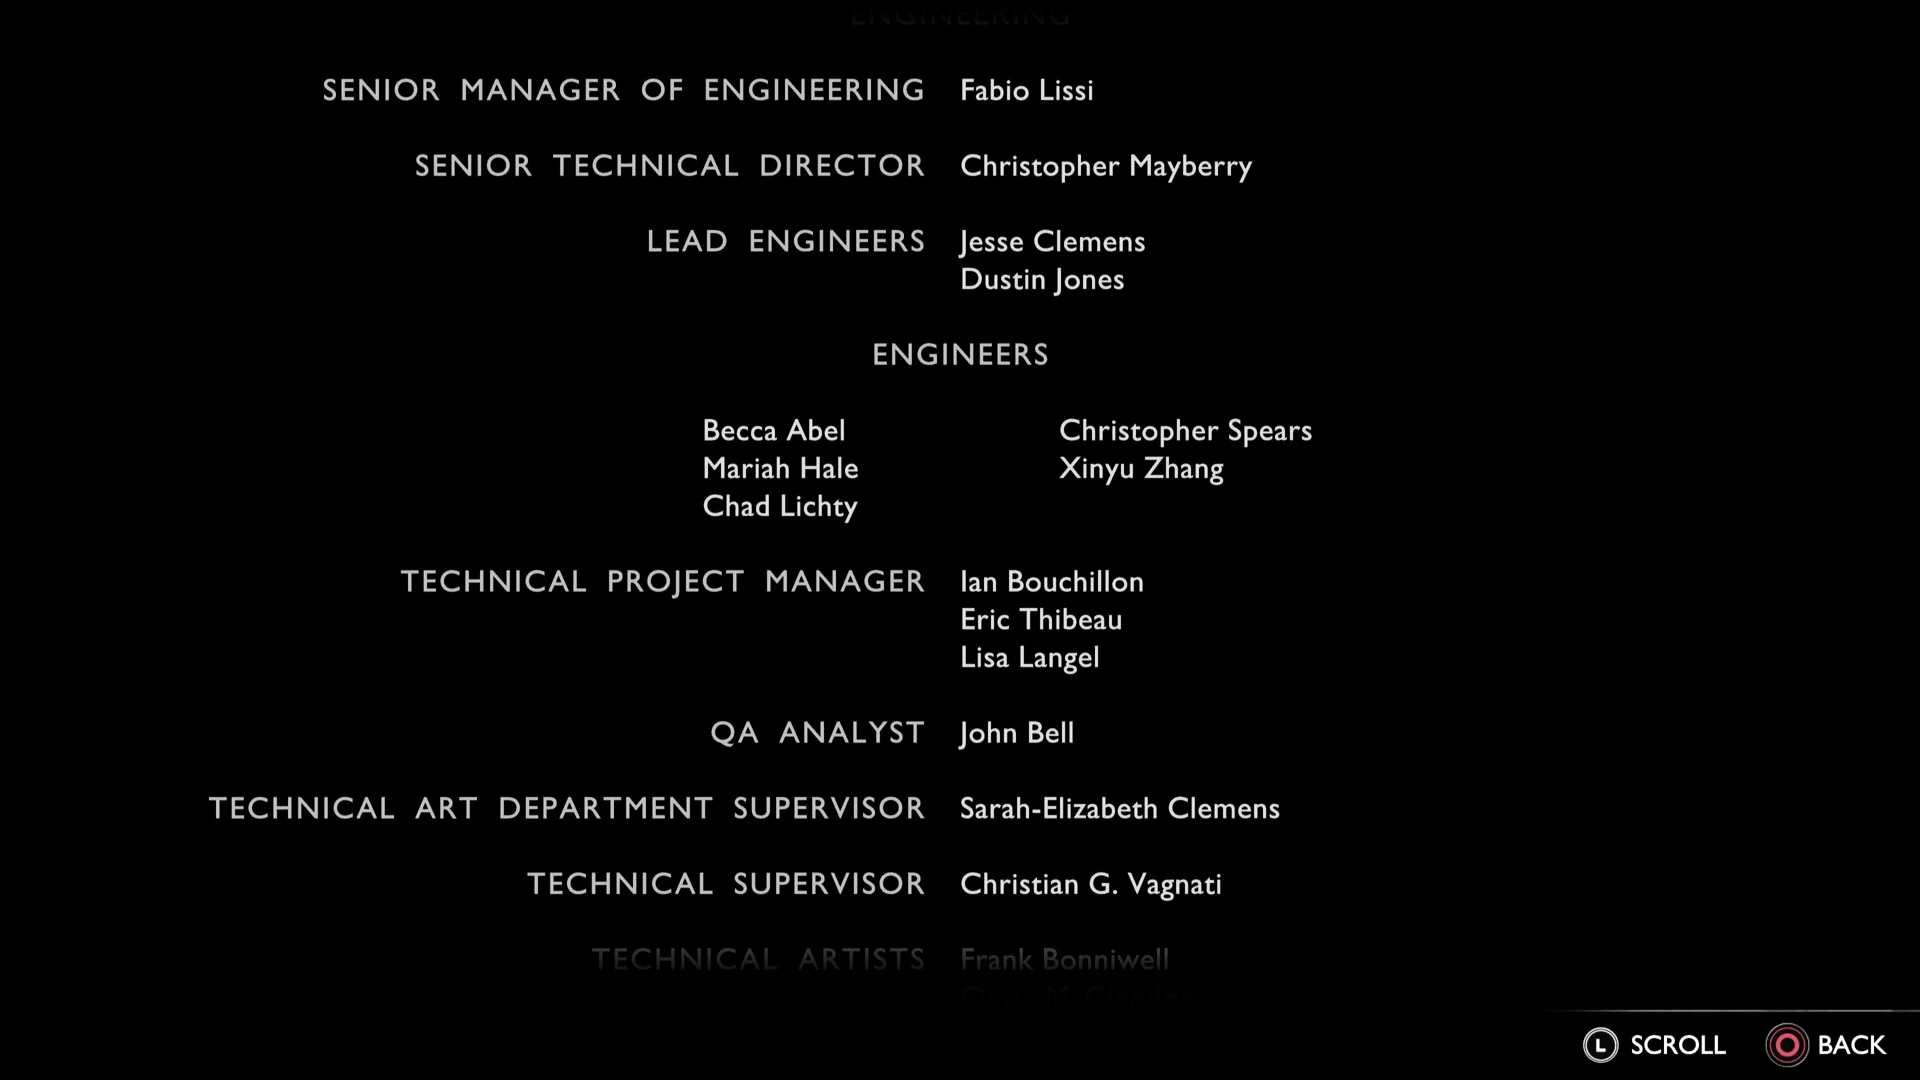 ENGINEERING
SENIOR MANAGER OF ENGINEERING Fabio Lissi
SENIOR TECHNICAL DIRECTOR Christopher Mayberry
LEAD ENGINEERS Jesse Clemens
Dustin Jones
ENGINEERS
Becca Abel Christopher Spears
Mariah Hale Xinyu Zhang
Chad Lichty
TECHNICAL PROJECT MANAGER Ian Bouchillon
Eric Thibeau
Lisa Langel
QA ANALYST John Bell
TECHNICAL ART DEPARTMENT SUPERVISOR Sarah-Elizabeth Clemens
TECHNICAL SUPERVISOR Christian G. Vagnati
TECHNICAL ARTISTS Frank Bonniwell
Omar McClendon
L SCROLL BACK